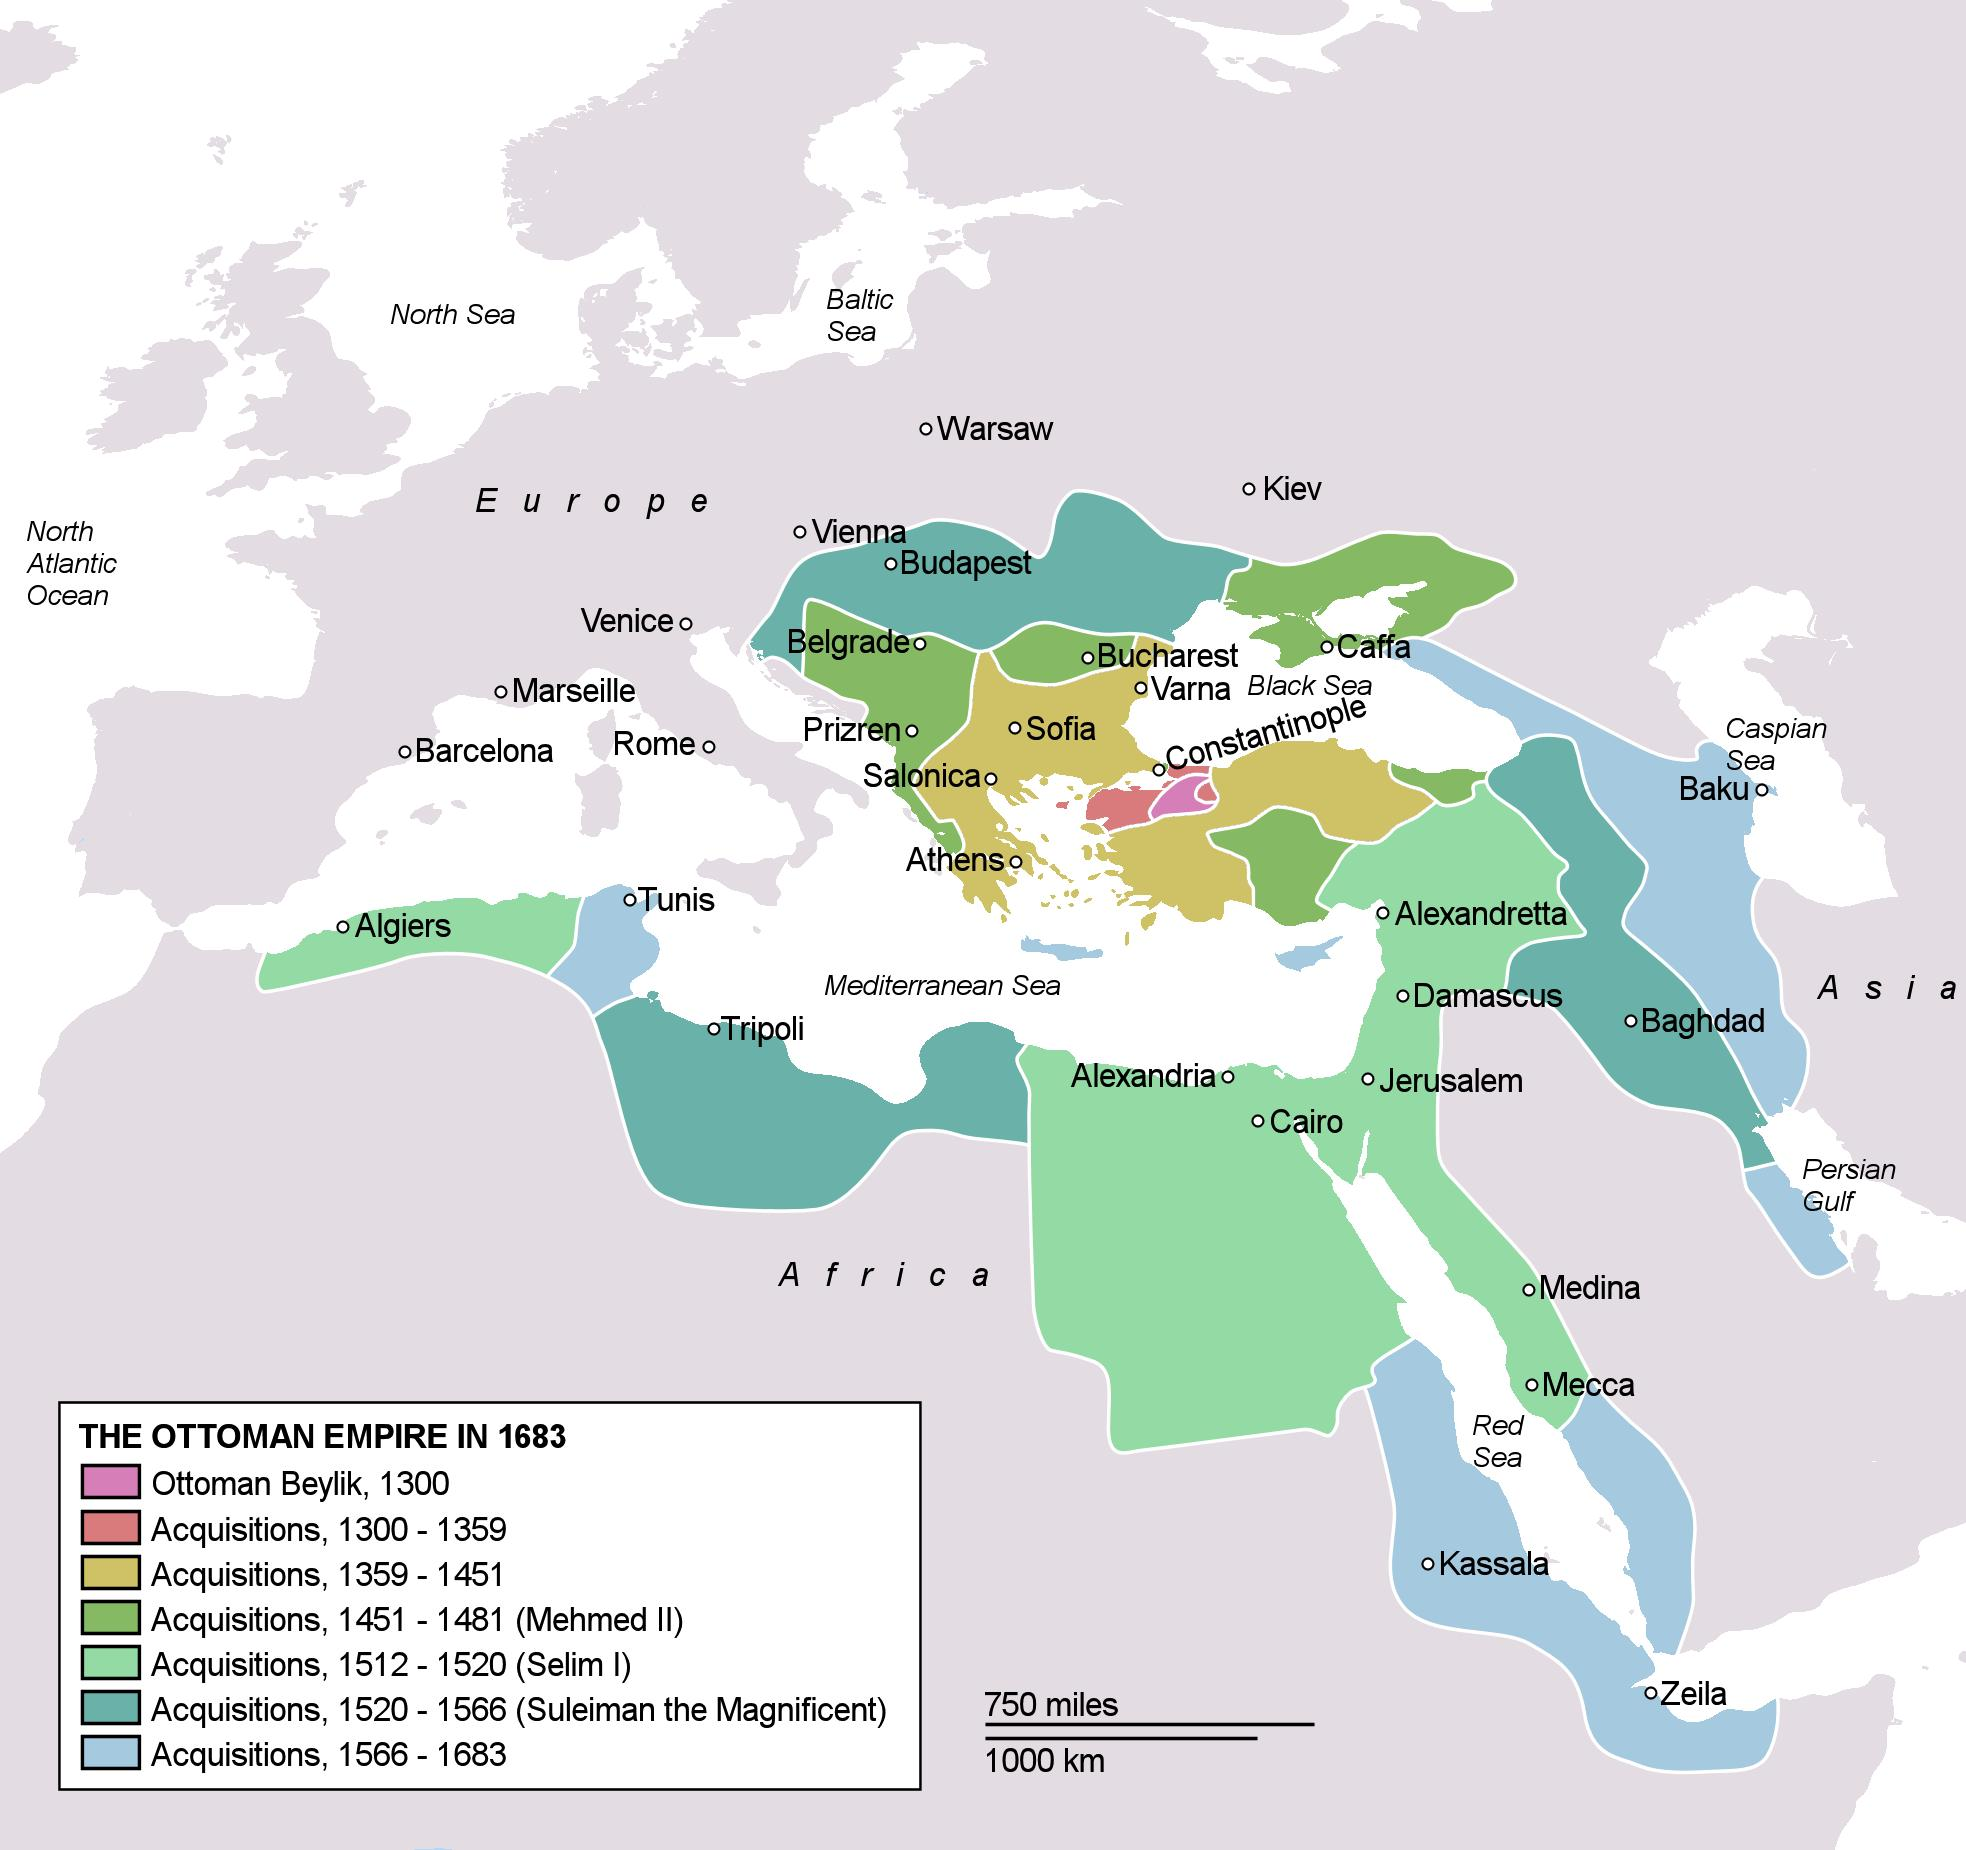 North Sea
Baltic
Sea
Warsaw
Kiev
E u r o p e
North
Atlantic
Ocean
Vienna
Budapest
Venice
Belgrade
Bucharest
Caffa
Marseille
Varna
Black Sea
Barcelona
Rome
Prizren
Sofia
Constantinople
Caspian
Sea
Salonica
Baku
Athens
Tunis
Algiers
Alexandretta
Mediterranean Sea
Damascus
A s i a
Tripoli
Baghdad
Alexandria
Jerusalem
Cairo
Persian
Gulf
A f r i c a
Medina
Mecca
Red
Sea
Kassala
Zeila
THE OTTOMAN EMPIRE IN 1683
Ottoman Beylik, 1300
Acquisitions, 1300 - 1359
Acquisitions, 1359 - 1451
Acquisitions, 1451 - 1481 (Mehmed II)
Acquisitions, 1512 - 1520 (Selim I)
Acquisitions, 1520 - 1566 (Suleiman the Magnificent)
Acquisitions, 1566 - 1683
750 miles
1000 km